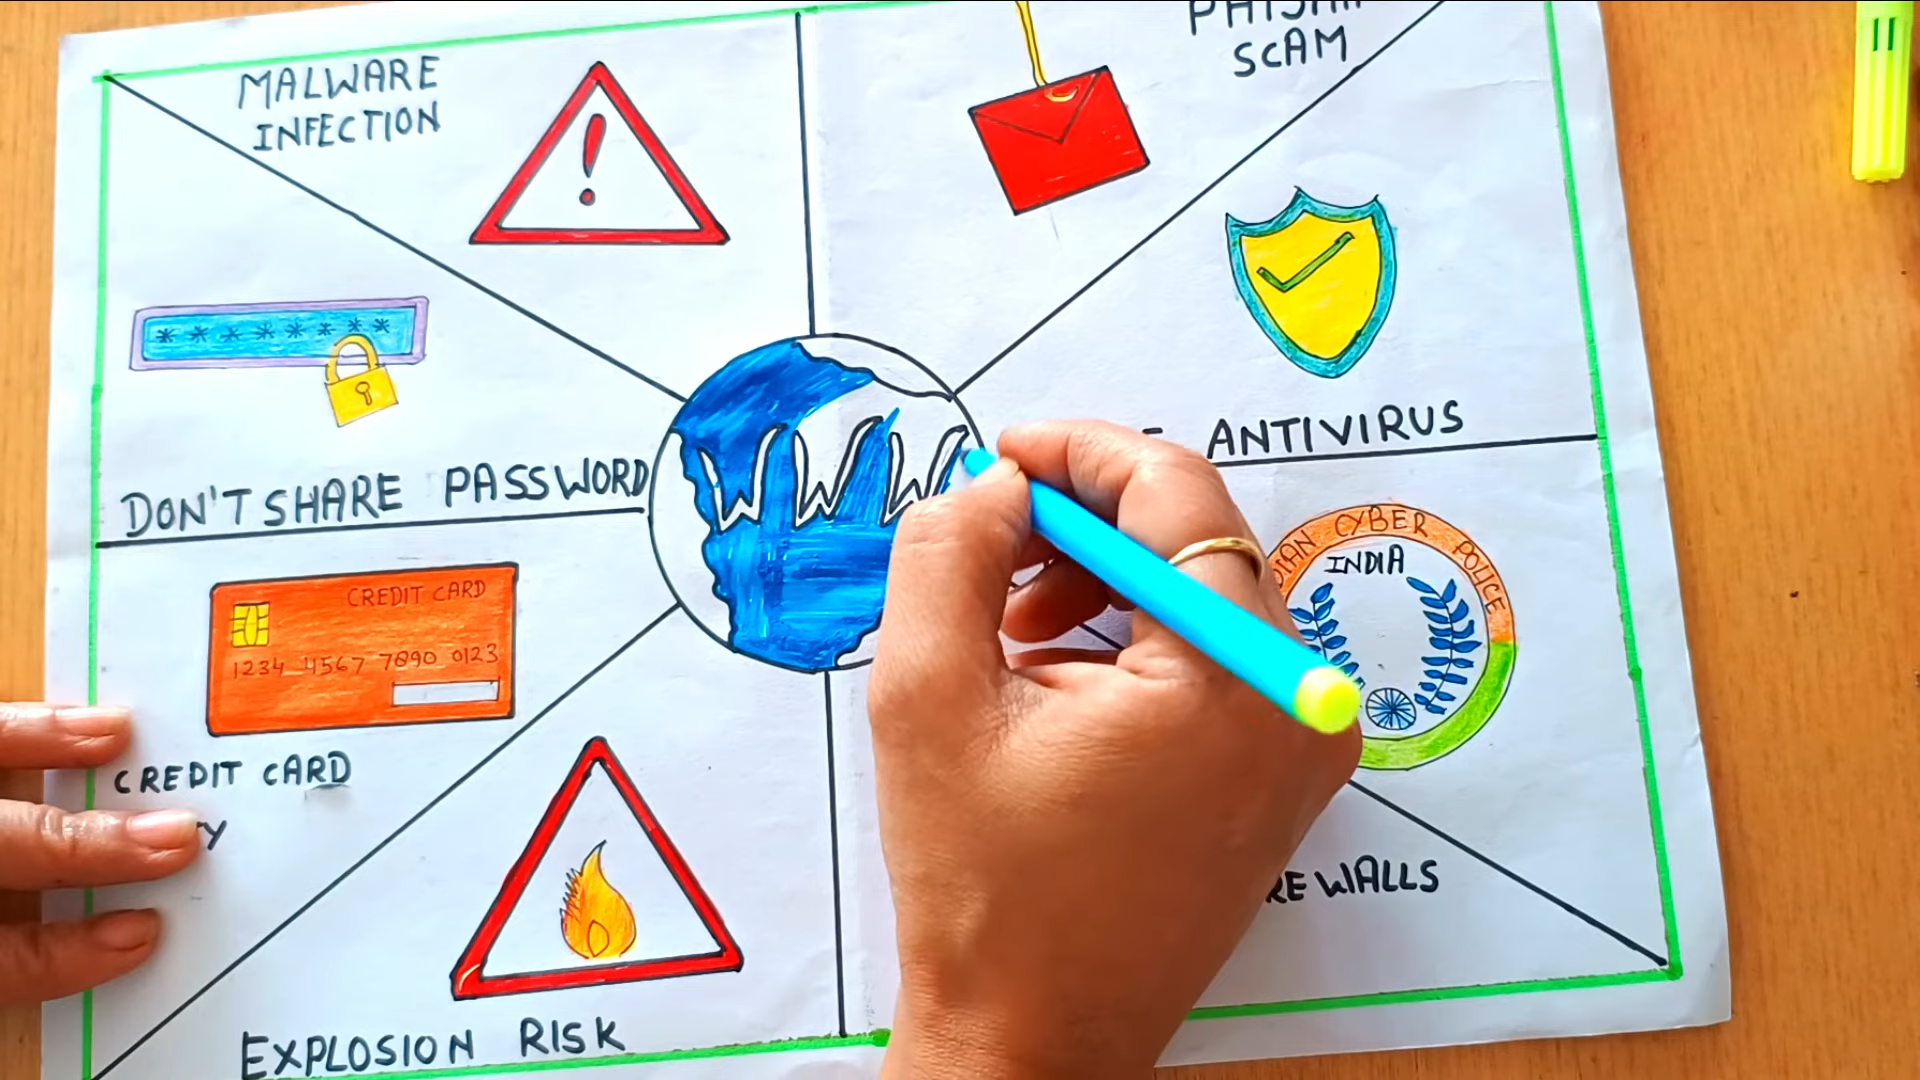 MALWARE
INFECTION
SCAM
* * * * * * * *
DON'T SHARE PASSWORD
WWW
ANTIVIRUS
CREDIT CARD
1234 4567 7890 0123
CREDIT CARD
CYBER POLICE
INDIA
WALLS
EXPLOSION RISK